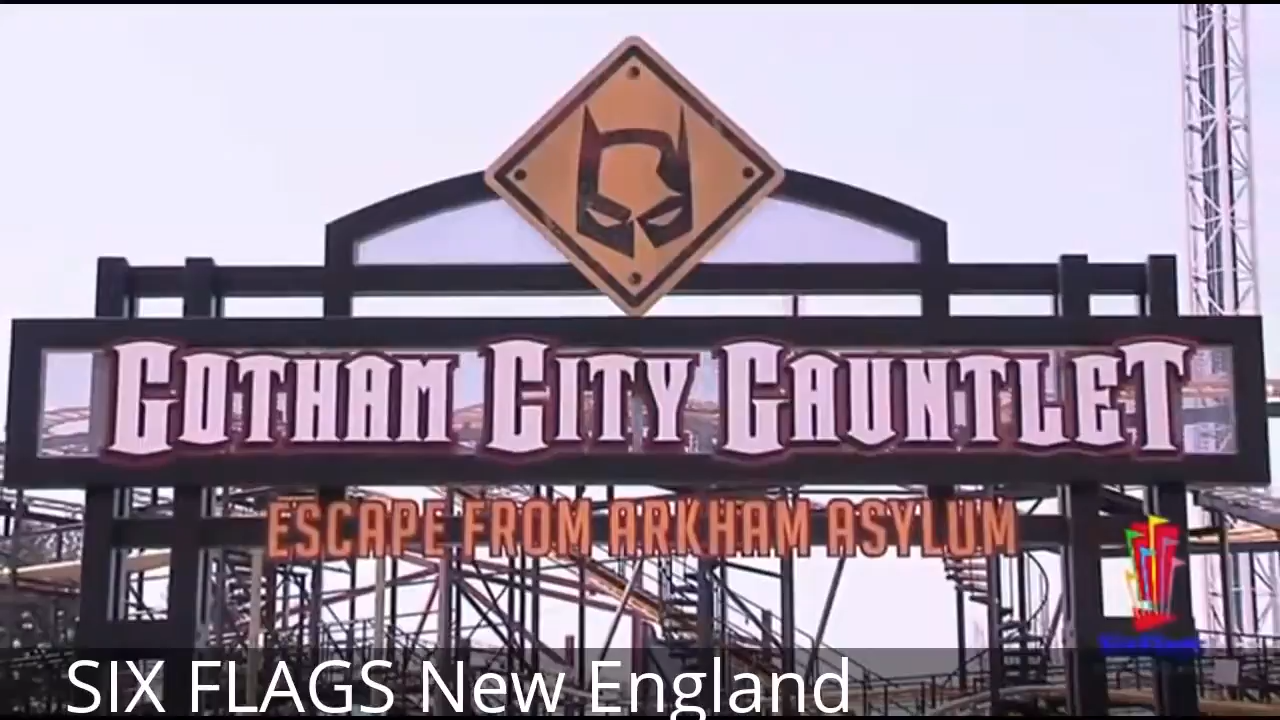 GOTHAM CITY GAUNTLET
ESCAPE FROM ARKHAM ASYLUM
SIX FLAGS New England